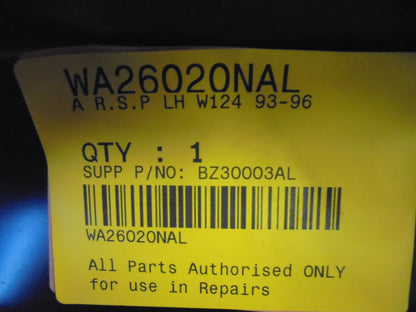 WA26020NAL
A R.S.P LH W124 93-96
QTY : 1
SUPP P/NO: BZ30003AL
WA26020NAL
All Parts Authorised ONLY
for use in Repairs